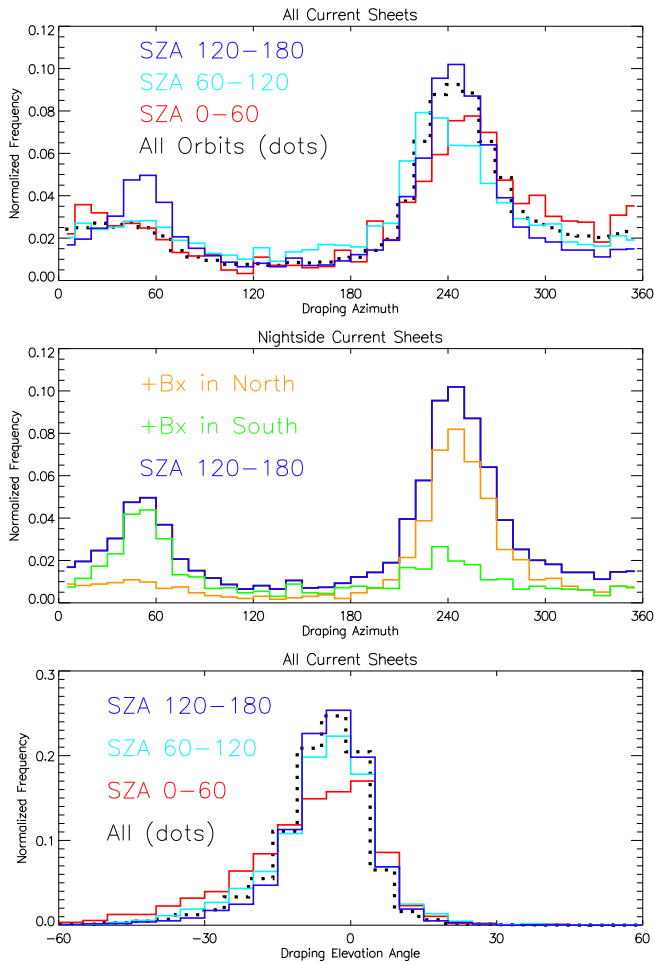 All Current Sheets
0.12
0.10
0.08
0.06
0.04
0.02
0.00
Normalized Frequency
SZA 120-180
SZA 60-120
SZA 0-60
All Orbits (dots)
0 60 120 180 240 300 360
Draping Azimuth
Nightside Current Sheets
0.12
0.10
0.08
0.06
0.04
0.02
0.00
Normalized Frequency
+Bx in North
+Bx in South
SZA 120-180
0 60 120 180 240 300 360
Draping Azimuth
All Current Sheets
0.3
0.2
0.1
0.0
Normalized Frequency
SZA 120-180
SZA 60-120
SZA 0-60
All (dots)
-60 -30 0 30 60
Draping Elevation Angle